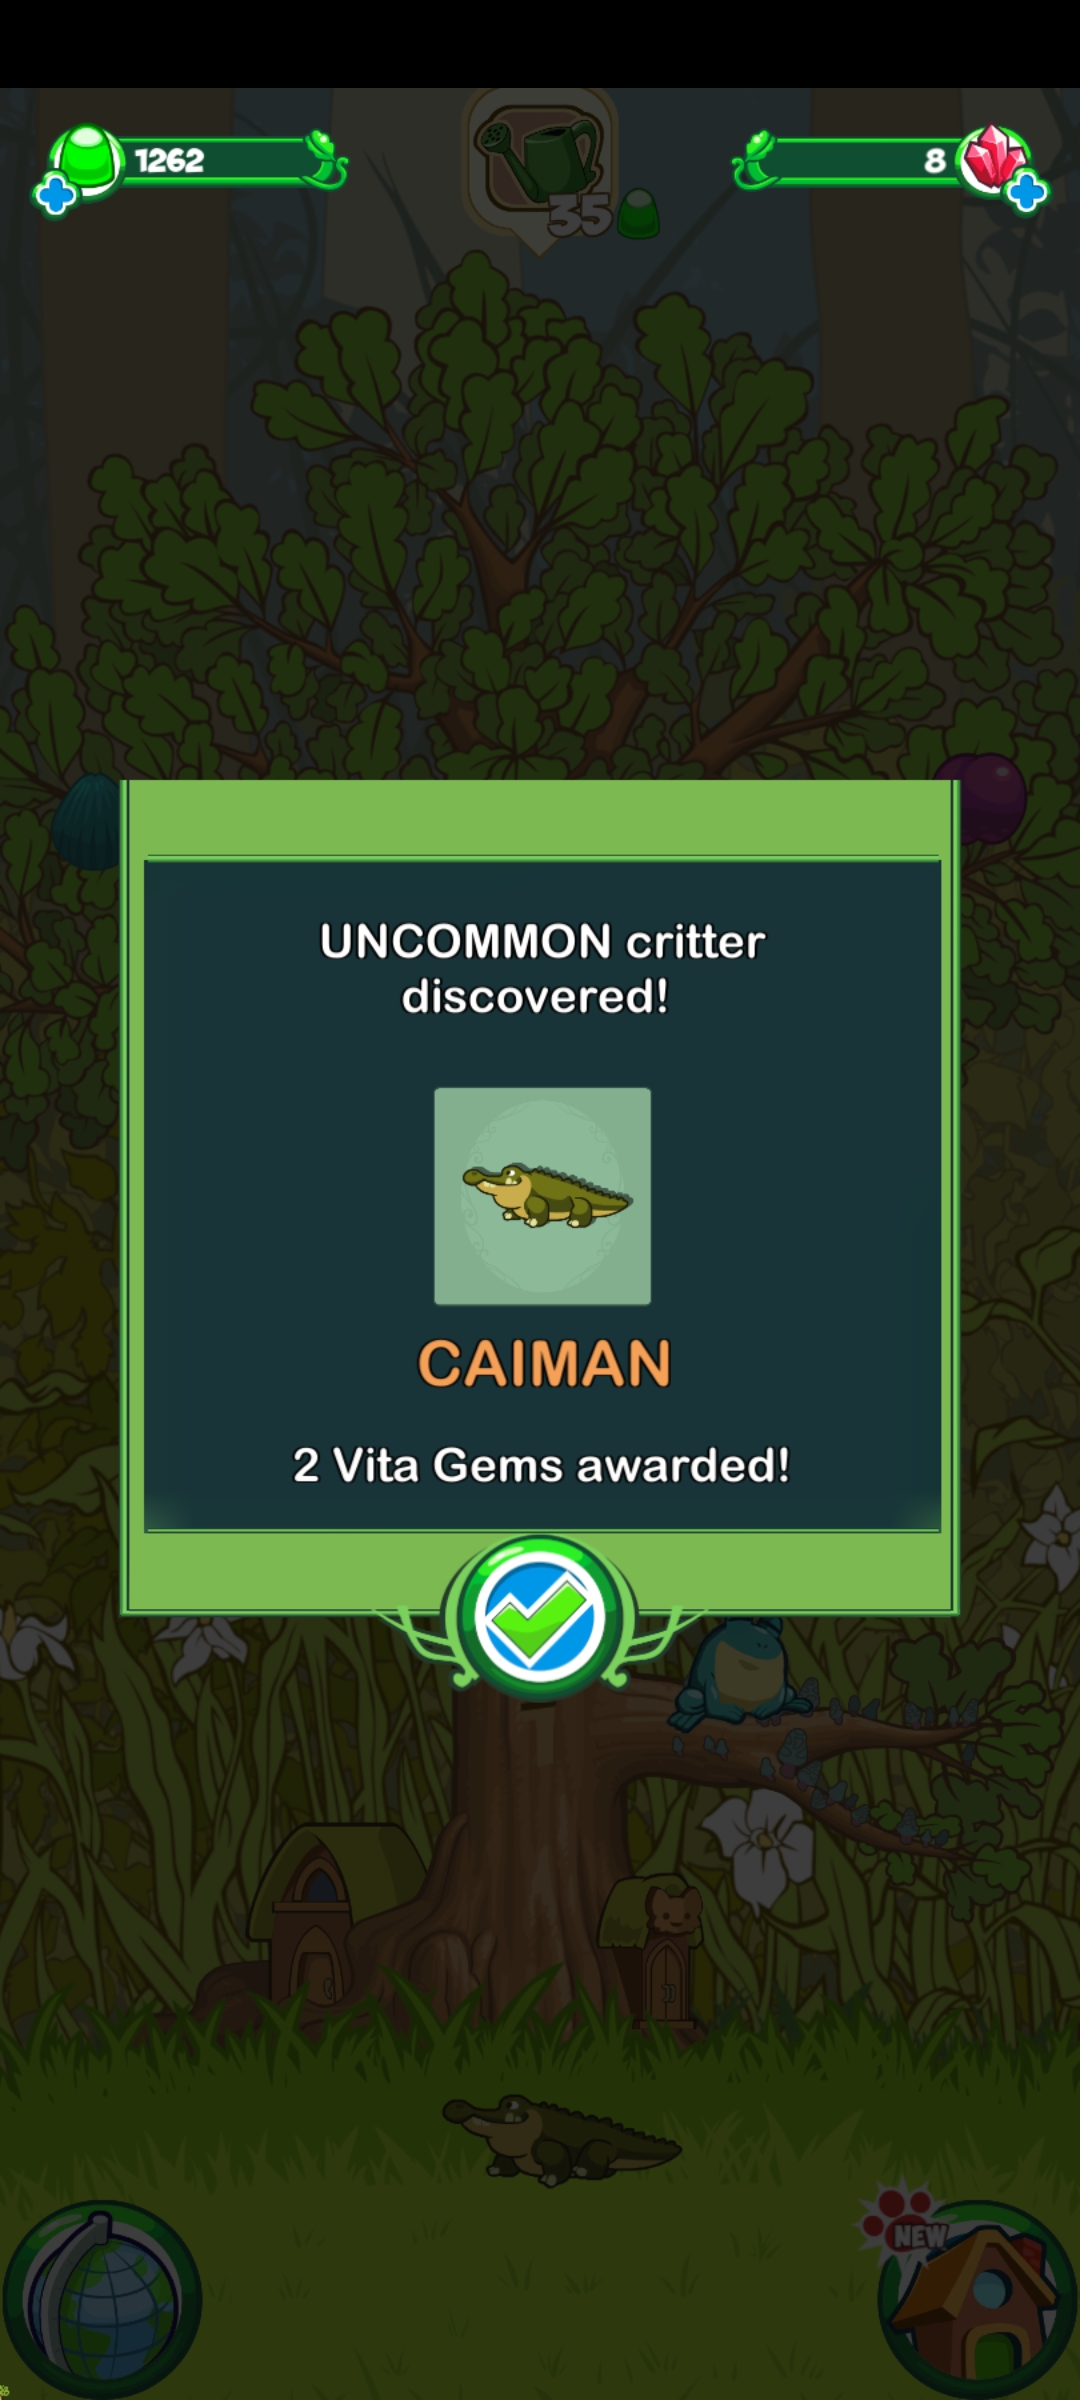 1262
8
35
UNCOMMON critter
discovered!
CAIMAN
2 Vita Gems awarded!
NEW